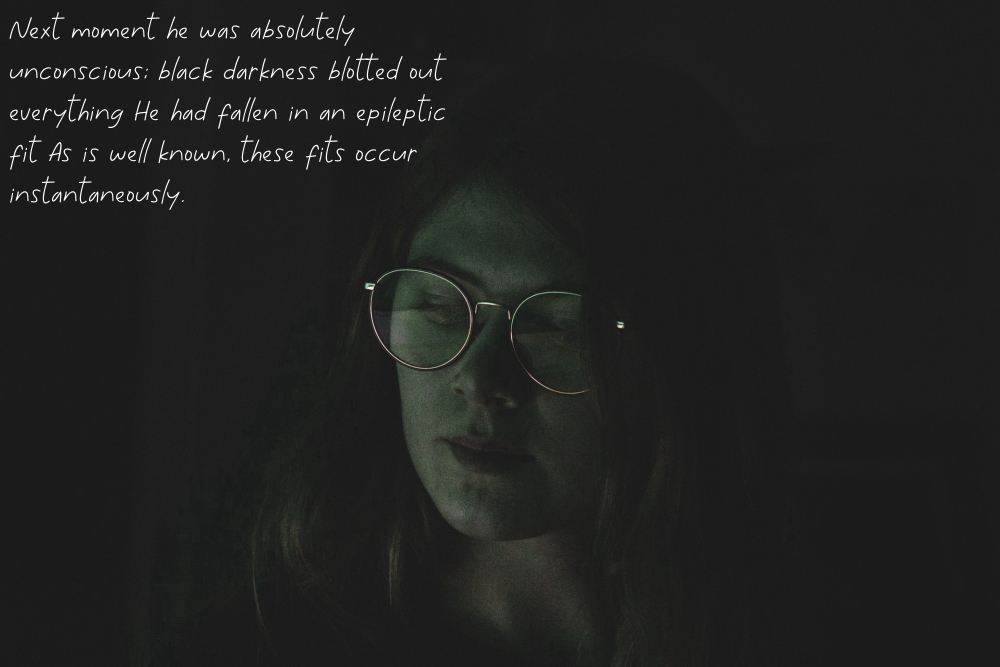 Next moment he was absolutely
unconscious; black darkness blotted out
everything He had fallen in an epileptic
fit As is well known, these fits occur
instantaneously.